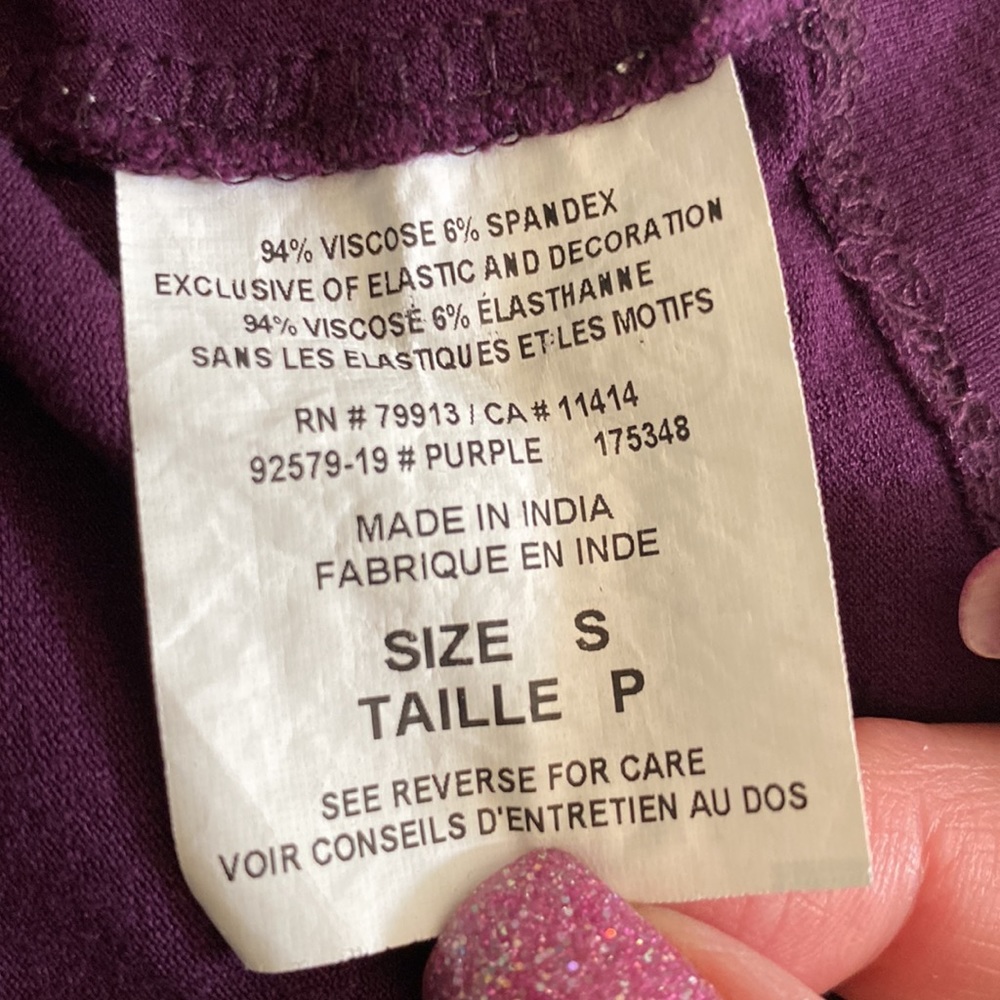 94% VISCOSE 6% SPANDEX
EXCLUSIVE OF ELASTIC AND DECORATION
94% VISCOSE 6% ÉLASTHANNE
SANS LES ELASTIQUES ET LES MOTIFS
RN # 79913 / CA # 11414
92579-19 # PURPLE 175348
MADE IN INDIA
FABRIQUE EN INDE
SIZE S
TAILLE P
SEE REVERSE FOR CARE
VOIR CONSEILS D'ENTRETIEN AU DOS